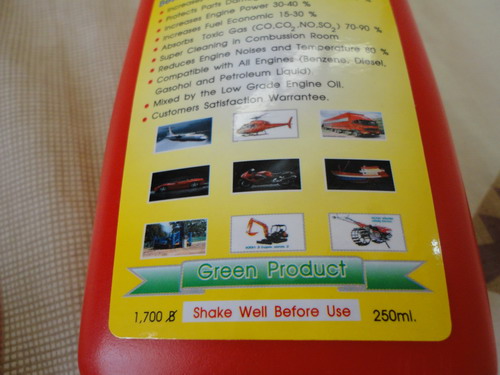 • Protects Parts
• Increases Engine Power 30-40 %
• Increases Fuel Economic 15-30 %
• Absorbs Toxic Gas (CO,CO₂,NO,SO₂) 70-90 %
• Super Cleaning in Combussion Room
• Reduces Engine Noises and Temperature 80 %
• Compatible with All Engines (Benzene, Diesel,
Gasohol and Petroleum Liquid).
• Mixed by the Low Grade Engine Oil.
• Customers Satisfaction Warrantee.
Green Product
1,700 ฿
Shake Well Before Use
250ml.